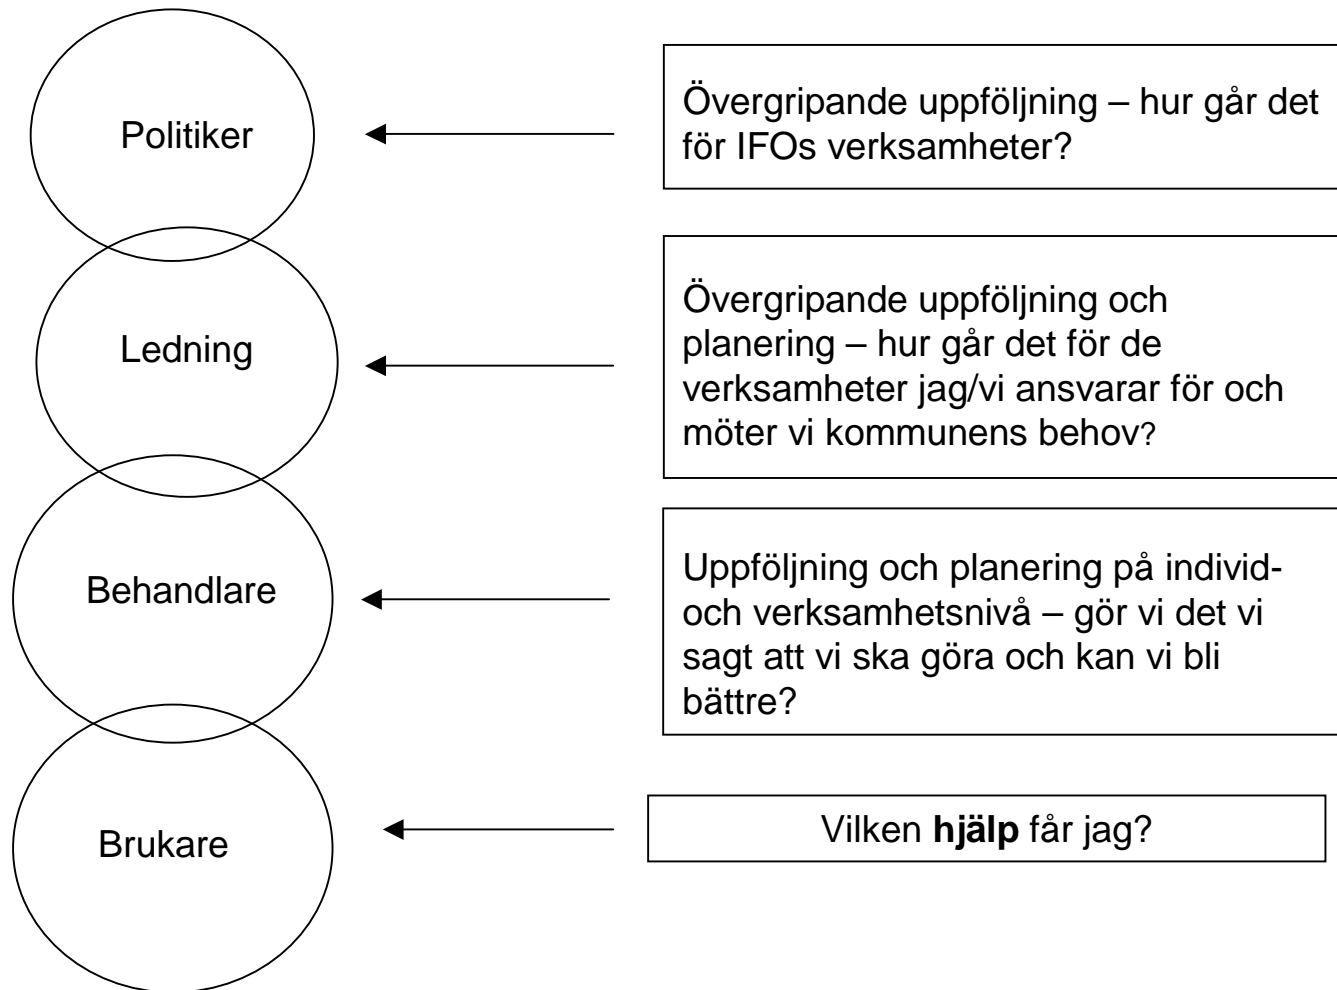 Politiker
Övergripande uppföljning – hur går det
för IFOs verksamheter?
Ledning
Övergripande uppföljning och
planering – hur går det för de
verksamheter jag/vi ansvarar för och
möter vi kommunens behov?
Behandlare
Uppföljning och planering på individ-
och verksamhetsnivå – gör vi det vi
sagt att vi ska göra och kan vi bli
bättre?
Brukare
Vilken hjälp får jag?